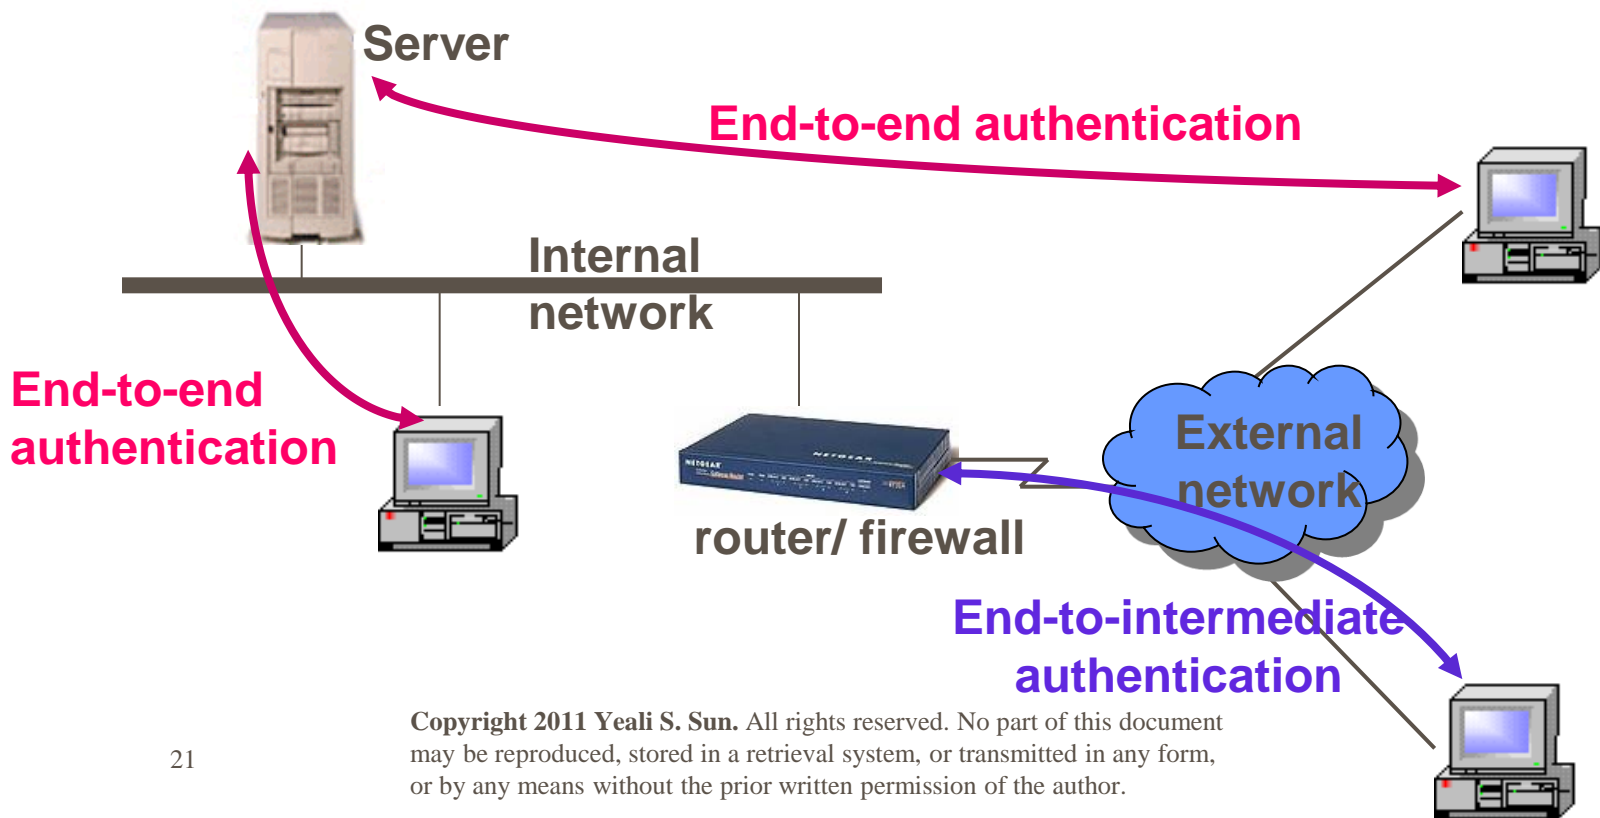 Server
End-to-end authentication
Internal
network
End-to-end
authentication
NETGEAR
NETGEAR
External
network
router/ firewall
End-to-intermediate
authentication
Copyright 2011 Yeali S. Sun. All rights reserved. No part of this document
may be reproduced, stored in a retrieval system, or transmitted in any form,
or by any means without the prior written permission of the author.
21